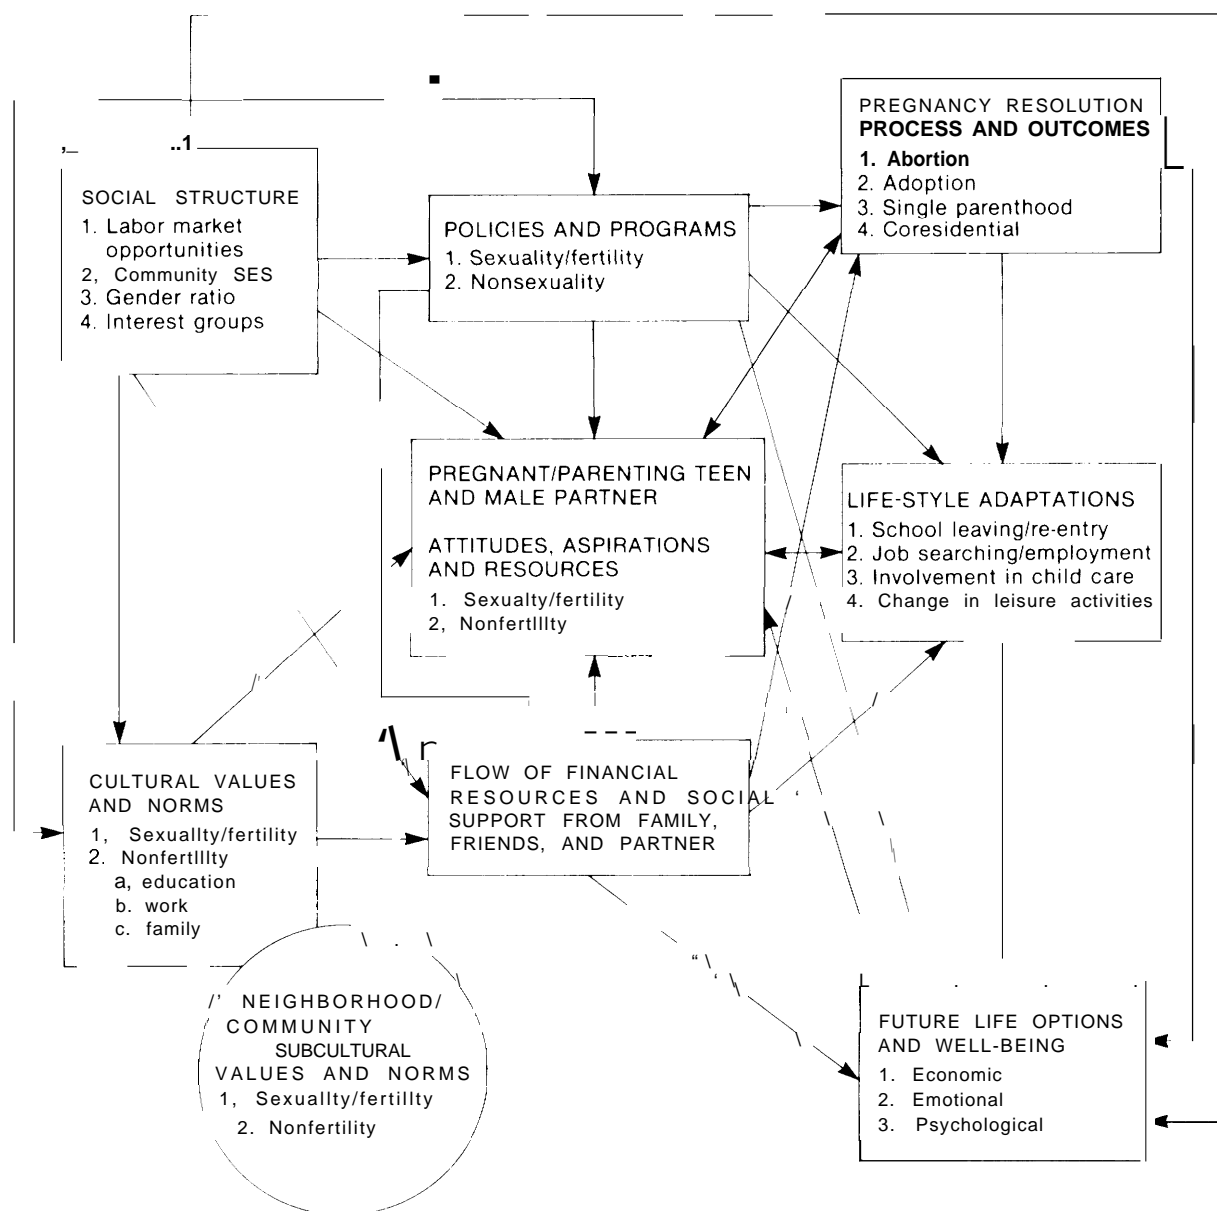 PREGNANCY RESOLUTION
PROCESS AND OUTCOMES
1. Abortion
2. Adoption
3. Single parenthood
4. Coresidential
SOCIAL STRUCTURE
1. Labor market
opportunities
2, Community SES
3. Gender ratio
4. Interest groups
POLICIES AND PROGRAMS
1. Sexuality/fertility
2. Nonsexuality
PREGNANT/PARENTING TEEN
AND MALE PARTNER
ATTITUDES, ASPIRATIONS
AND RESOURCES
1. Sexualty/fertility
2, Nonfertlllty
LIFE-STYLE ADAPTATIONS
1. School leaving/re-entry
2. Job searching/employment
3. Involvement in child care
4. Change in leisure activities
CULTURAL VALUES
AND NORMS
1, Sexuallty/fertility
2. Nonfertlllty
a, education
b. work
c. family
FLOW OF FINANCIAL
RESOURCES AND SOCIAL
SUPPORT FROM FAMILY,
FRIENDS, AND PARTNER
NEIGHBORHOOD/
COMMUNITY
SUBCULTURAL
VALUES AND NORMS
1, Sexuallty/fertillty
2. Nonfertility
FUTURE LIFE OPTIONS
AND WELL-BEING
1. Economic
2. Emotional
3. Psychological